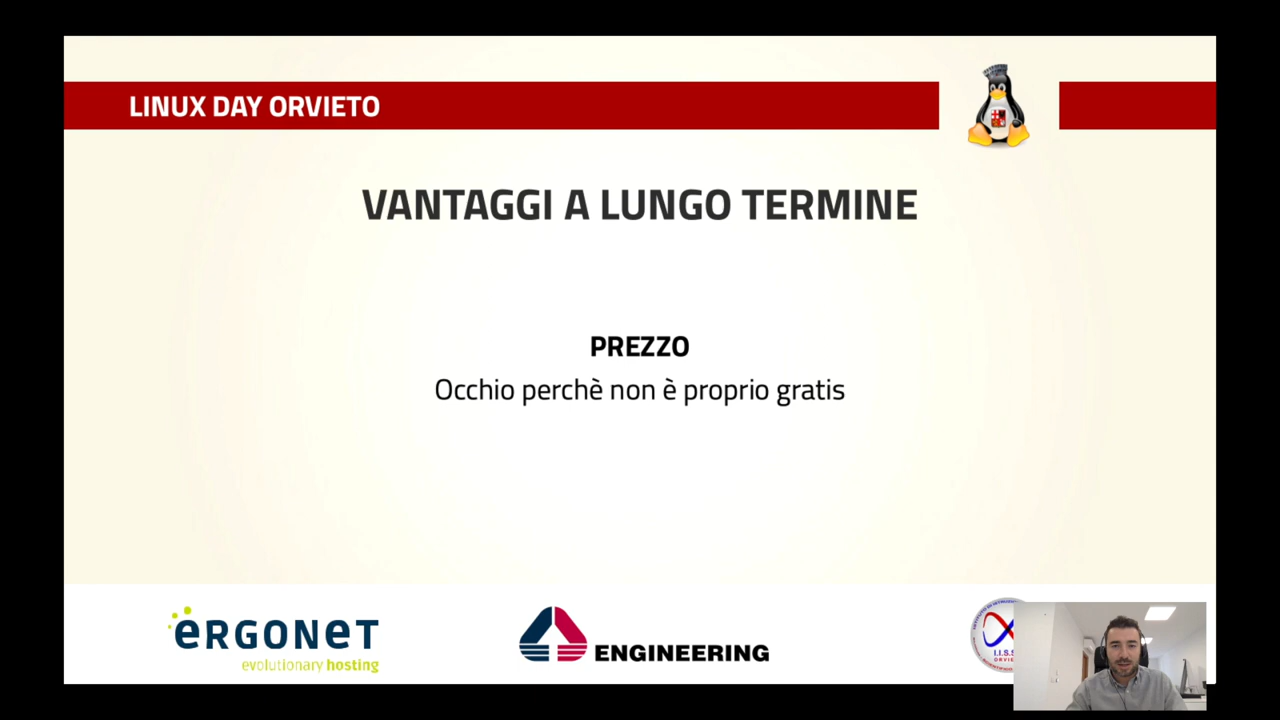 LINUX DAY ORVIETO
VANTAGGI A LUNGO TERMINE
PREZZO
Occhio perchè non è proprio gratis
eRGONeT
evolutionary hosting
ENGINEERING